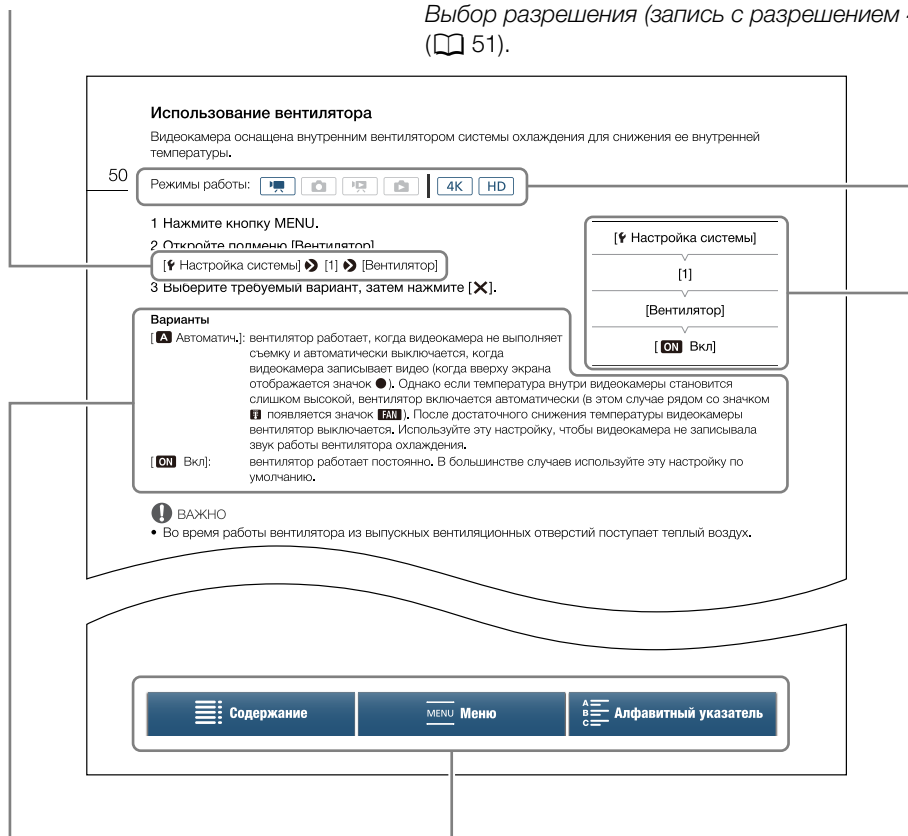 Выбор разрешения (запись с разрешением 4
(51).
Использование вентилятора
Видеокамера оснащена внутренним вентилятором системы охлаждения для снижения ее внутренней
температуры.
50
Режимы работы: 4K HD
1 Нажмите кнопку MENU.
2 Откройте подменю [Вентилятор]
[Настройка системы] [1] [Вентилятор]
3 Выберите требуемый вариант, затем нажмите [X].
[Настройка системы]
[1]
[Вентилятор]
[ON Вкл]
Варианты
[A Автоматич.]: вентилятор работает, когда видеокамера не выполняет
съемку и автоматически выключается, когда
видеокамера записывает видео (когда вверху экрана
отображается значок ●). Однако если температура внутри видеокамеры становится
слишком высокой, вентилятор включается автоматически (в этом случае рядом со значком
появляется значок FAN). После достаточного снижения температуры видеокамеры
вентилятор выключается. Используйте эту настройку, чтобы видеокамера не записывала
звук работы вентилятора охлаждения.
[ON Вкл]: вентилятор работает постоянно. В большинстве случаев используйте эту настройку по
умолчанию.
ВАЖНО
• Во время работы вентилятора из выпускных вентиляционных отверстий поступает теплый воздух.
Содержание
MENU Меню
A B C Алфавитный указатель